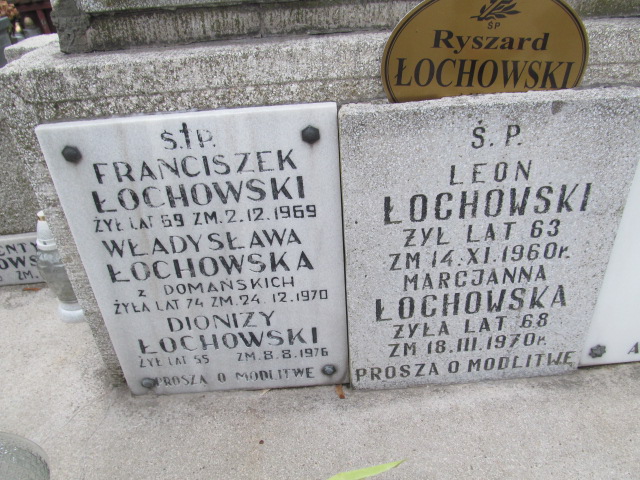 ŚP
Ryszard
ŁOCHOWSKI
Ś.†P.
FRANCISZEK
ŁOCHOWSKI
ŻYŁ LAT 69 ZM. 2.12.1969
WŁADYSŁAWA
ŁOCHOWSKA
z DOMAŃSKICH
ŻYŁA LAT 74 ZM. 24.12.1970
DIONIZY
ŁOCHOWSKI
ŻYŁ LAT 55 ZM. 8.8.1976
PROSZĄ O MODLITWĘ
Ś.P.
LEON
ŁOCHOWSKI
ŻYŁ LAT 63
ZM 14.XI.1960r.
MARCJANNA
ŁOCHOWSKA
ŻYŁA LAT 68
ZM 18.III.1970r.
PROSZĄ O MODLITWĘ